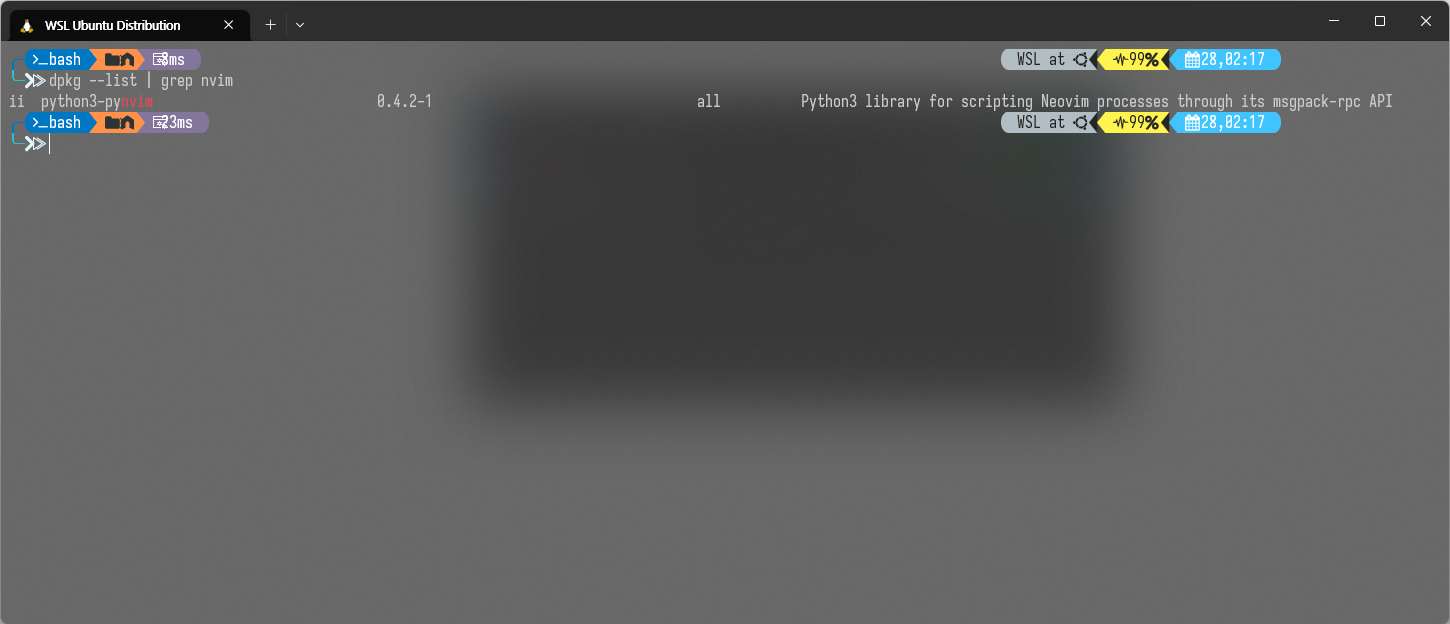 WSL Ubuntu Distribution
>_bash 8ms WSL at 99% 28,02:17
dpkg --list | grep nvim
ii python3-pynvim 0.4.2-1 all Python3 library for scripting Neovim processes through its msgpack-rpc API
>_bash 23ms WSL at 99% 28,02:17